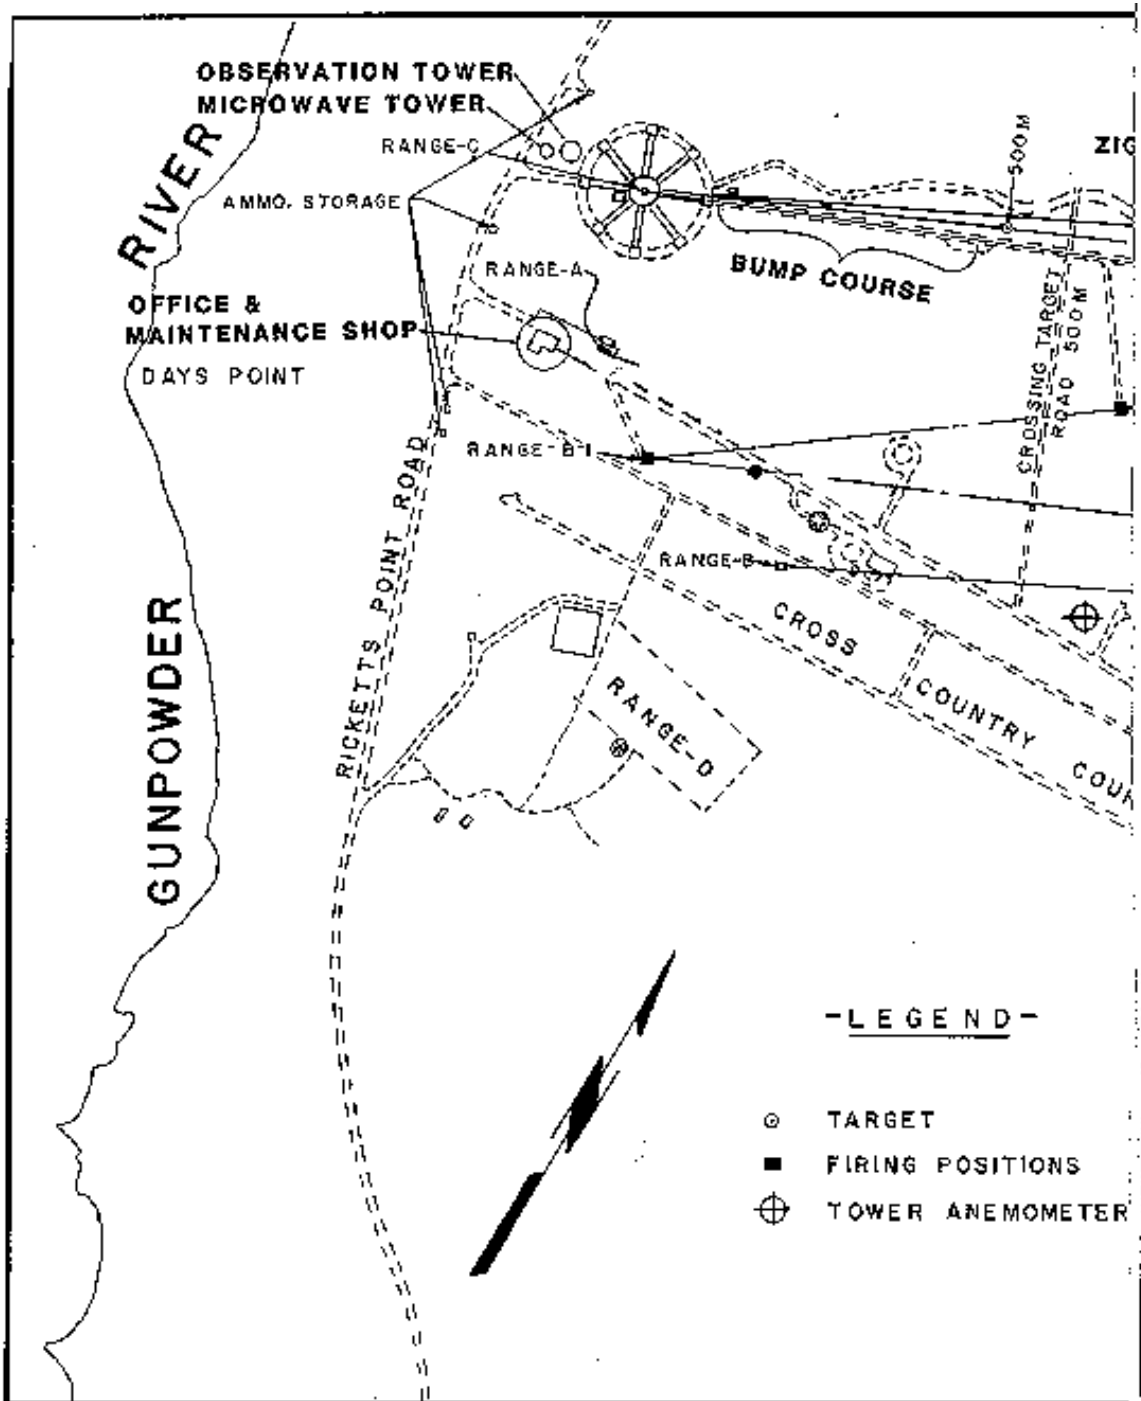 OBSERVATION TOWER
MICROWAVE TOWER
RANGE-C
AMMO. STORAGE
RANGE-A
OFFICE &
MAINTENANCE SHOP
DAYS POINT
GUNPOWDER RIVER
RICKETTS POINT ROAD
BUMP COURSE
500M
ZIG
CROSSING TARGET
ROAD 500M
RANGE-B-1
RANGE-B
RANGE-D
CROSS COUNTRY COUR
-LEGEND-
TARGET
FIRING POSITIONS
TOWER ANEMOMETER